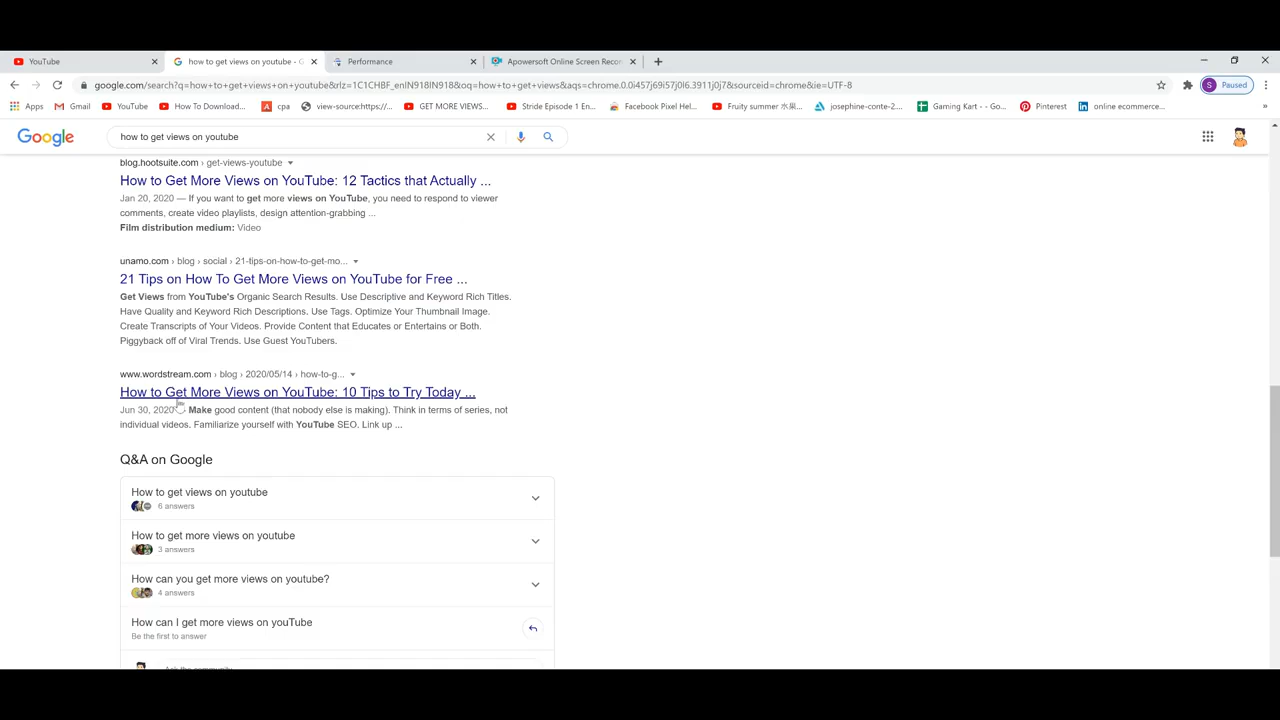 YouTube
how to get views on youtube - G
Performance
Apowersoft Online Screen Recor
google.com/search?q=how+to+get+views+on+youtube&rlz=1C1CHBF_enIN918IN918&oq=how+to+get+views&aqs=chrome.0.0i457j69i57j0l6.3911j0j7&sourceid=chrome&ie=UTF-8
S Paused
Apps
Gmail
YouTube
How To Download...
cpa
view-source:https://...
GET MORE VIEWS...
Stride Episode 1 En...
Facebook Pixel Help...
Fruity summer 水果...
josephine-conte-2...
Gaming Kart - - Go...
Pinterest
online ecommerce...
»
Google
how to get views on youtube
blog.hootsuite.com › get-views-youtube
How to Get More Views on YouTube: 12 Tactics that Actually ...
Jan 20, 2020 — If you want to get more views on YouTube, you need to respond to viewer
comments, create video playlists, design attention-grabbing ...
Film distribution medium: Video
unamo.com › blog › social › 21-tips-on-how-to-get-mo...
21 Tips on How To Get More Views on YouTube for Free ...
Get Views from YouTube's Organic Search Results. Use Descriptive and Keyword Rich Titles.
Have Quality and Keyword Rich Descriptions. Use Tags. Optimize Your Thumbnail Image.
Create Transcripts of Your Videos. Provide Content that Educates or Entertains or Both.
Piggyback off of Viral Trends. Use Guest YouTubers.
www.wordstream.com › blog › 2020/05/14 › how-to-g...
How to Get More Views on YouTube: 10 Tips to Try Today ...
Jun 30, 2020 Make good content (that nobody else is making). Think in terms of series, not
individual videos. Familiarize yourself with YouTube SEO. Link up ...
Q&A on Google
How to get views on youtube
6 answers
How to get more views on youtube
3 answers
How can you get more views on youtube?
4 answers
How can I get more views on youTube
Be the first to answer